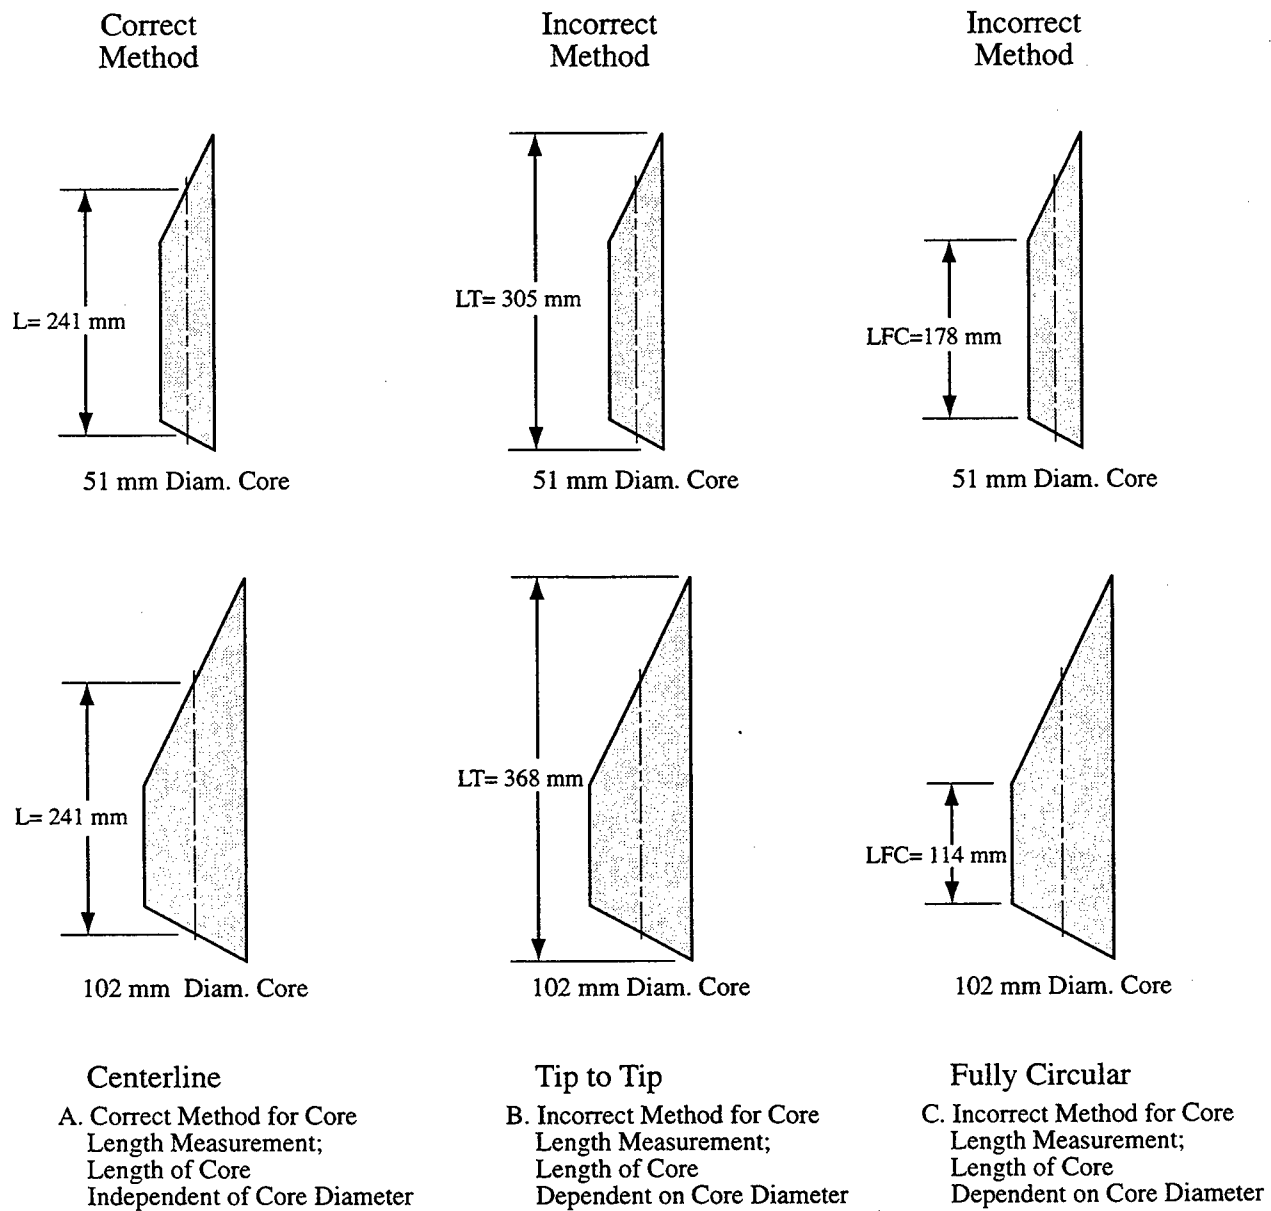 Correct
Method
Incorrect
Method
Incorrect
Method
L= 241 mm
LT= 305 mm
LFC=178 mm
51 mm Diam. Core
51 mm Diam. Core
51 mm Diam. Core
L= 241 mm
LT= 368 mm
LFC= 114 mm
102 mm Diam. Core
102 mm Diam. Core
102 mm Diam. Core
Centerline
A. Correct Method for Core
Length Measurement;
Length of Core
Independent of Core Diameter
Tip to Tip
B. Incorrect Method for Core
Length Measurement;
Length of Core
Dependent on Core Diameter
Fully Circular
C. Incorrect Method for Core
Length Measurement;
Length of Core
Dependent on Core Diameter